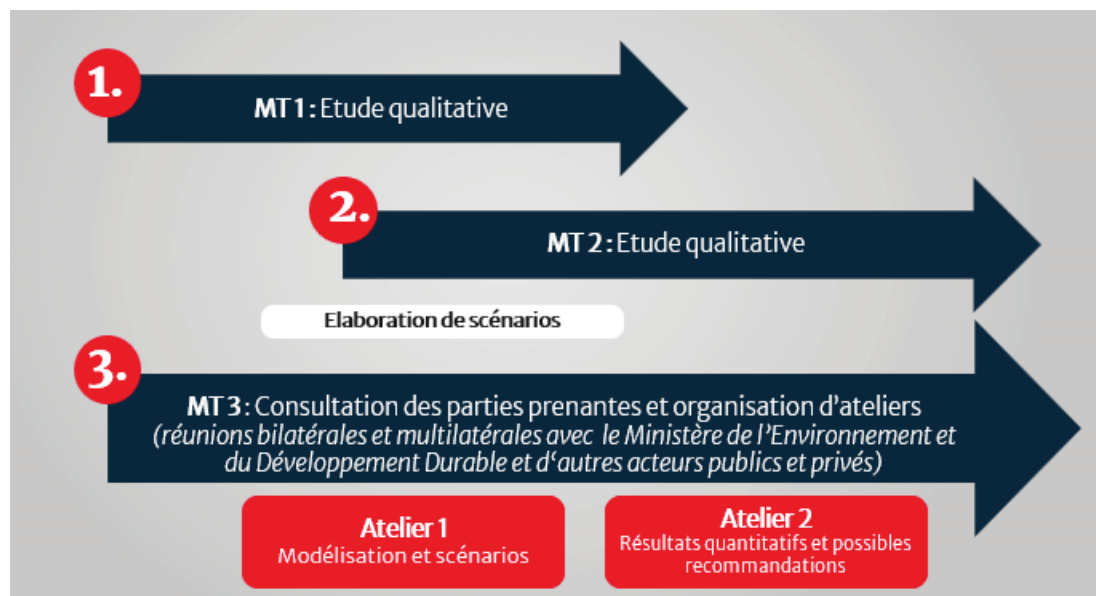 1.
MT 1 : Etude qualitative
2.
MT 2 : Etude qualitative
Elaboration de scénarios
3.
MT 3 : Consultation des parties prenantes et organisation d'ateliers
(réunions bilatérales et multilatérales avec le Ministère de l'Environnement et
du Développement Durable et d‘autres acteurs publics et privés)
Atelier 1
Modélisation et scénarios
Atelier 2
Résultats quantitatifs et possibles
recommandations